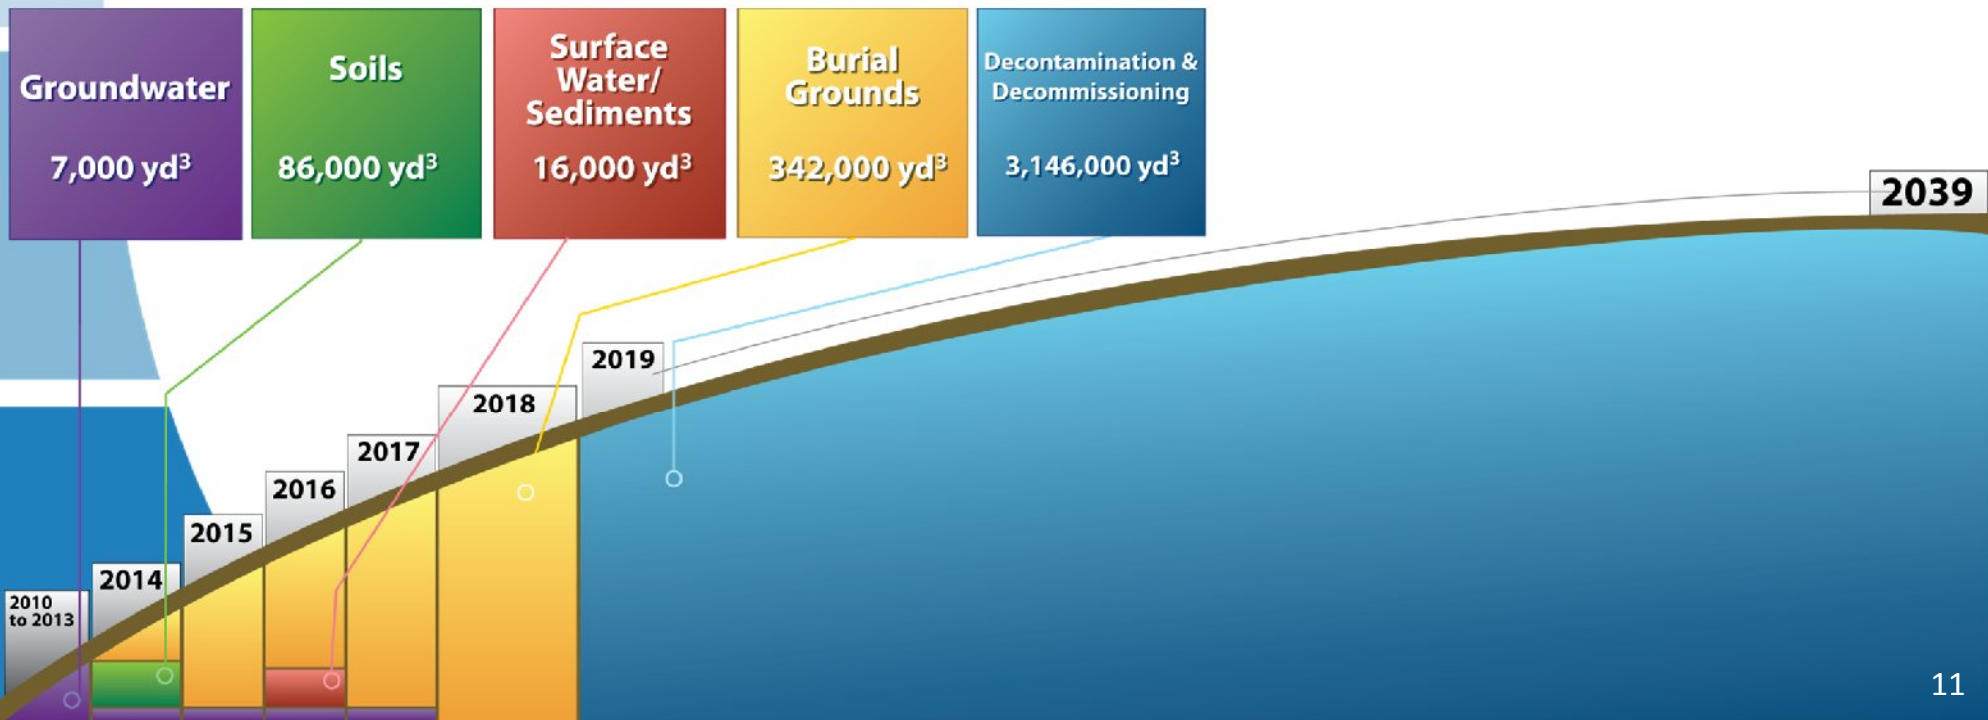 Groundwater
7,000 yd³
Soils
86,000 yd³
Surface
Water/
Sediments
16,000 yd³
Burial
Grounds
342,000 yd³
Decontamination &
Decommissioning
3,146,000 yd³
2010
to 2013
2014
2015
2016
2017
2018
2019
2039
11